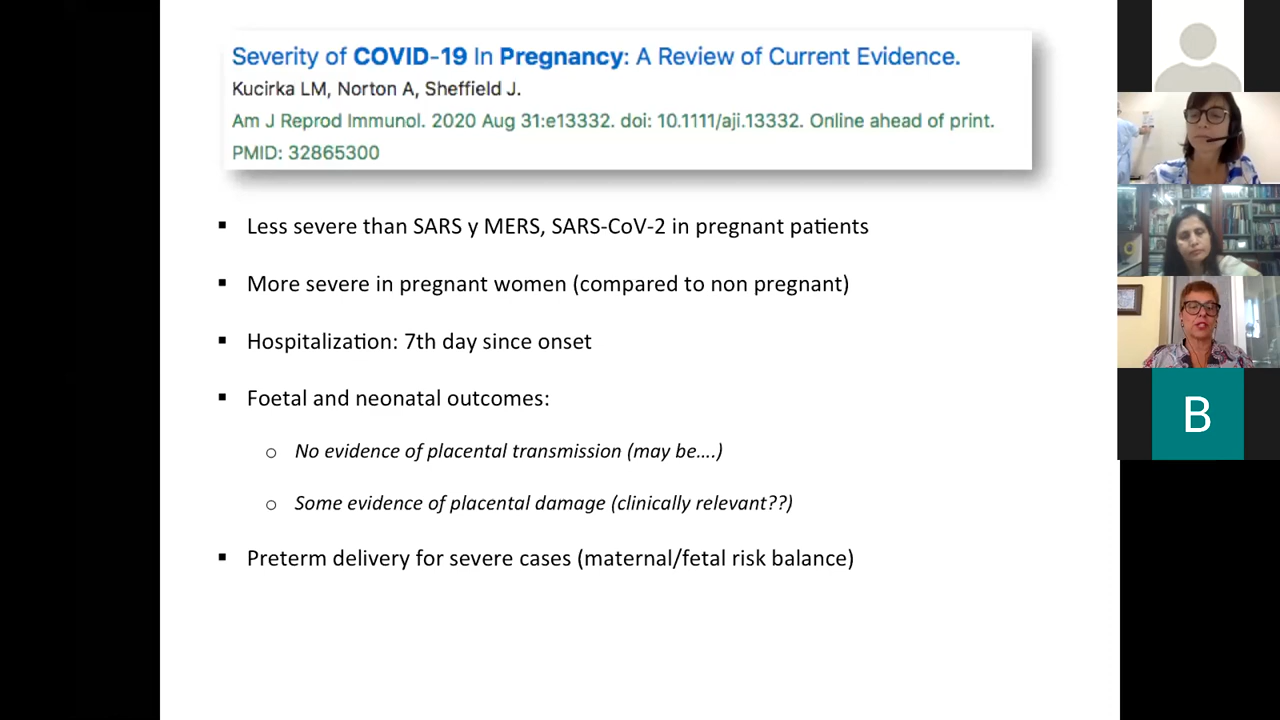 Severity of COVID-19 In Pregnancy: A Review of Current Evidence.
Kucirka LM, Norton A, Sheffield J.
Am J Reprod Immunol. 2020 Aug 31:e13332. doi: 10.1111/aji.13332. Online ahead of print.
PMID: 32865300
▪ Less severe than SARS y MERS, SARS-CoV-2 in pregnant patients
▪ More severe in pregnant women (compared to non pregnant)
▪ Hospitalization: 7th day since onset
▪ Foetal and neonatal outcomes:
o No evidence of placental transmission (may be....)
o Some evidence of placental damage (clinically relevant??)
▪ Preterm delivery for severe cases (maternal/fetal risk balance)
B